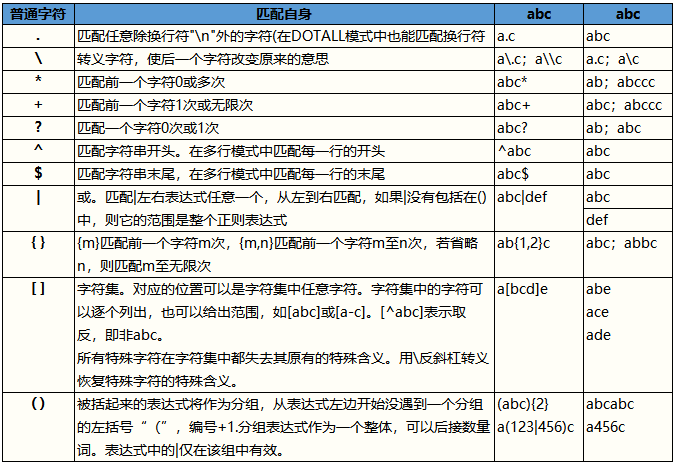 普通字符 匹配自身 abc abc
. 匹配任意除换行符"\n"外的字符(在DOTALL模式中也能匹配换行符 a.c abc
\ 转义字符，使后一个字符改变原来的意思 a\.c；a\\c a.c；a\c
* 匹配前一个字符0或多次 abc* ab；abccc
+ 匹配前一个字符1次或无限次 abc+ abc；abccc
? 匹配一个字符0次或1次 abc? ab；abc
^ 匹配字符串开头。在多行模式中匹配每一行的开头 ^abc abc
$ 匹配字符串末尾，在多行模式中匹配每一行的末尾 abc$ abc
| 或。匹配|左右表达式任意一个，从左到右匹配，如果|没有包括在() abc|def abc
中，则它的范围是整个正则表达式 def
{ } {m}匹配前一个字符m次，{m,n}匹配前一个字符m至n次，若省略 ab{1,2}c abc；abbc
n，则匹配m至无限次
[ ] 字符集。对应的位置可以是字符集中任意字符。字符集中的字符可 a[bcd]e abe
以逐个列出，也可以给出范围，如[abc]或[a-c]。[^abc]表示取 ace
反，即非abc。 ade
所有特殊字符在字符集中都失去其原有的特殊含义。用\反斜杠转义
恢复特殊字符的特殊含义。
( ) 被括起来的表达式将作为分组，从表达式左边开始没遇到一个分组 (abc){2} abcabc
的左括号“（”，编号+1.分组表达式作为一个整体，可以后接数量 a(123|456)c a456c
词。表达式中的|仅在该组中有效。